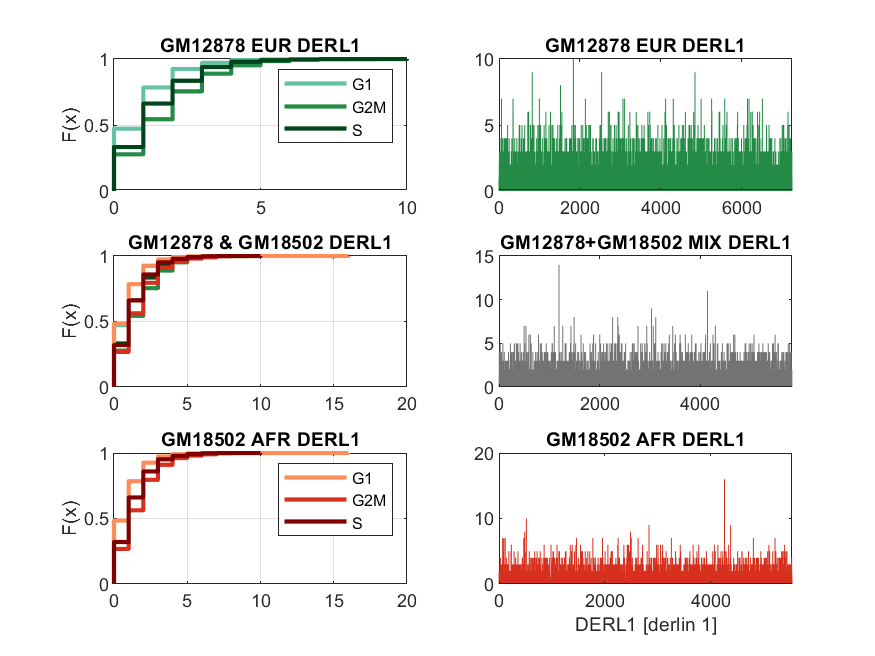 GM12878 EUR DERL1
F(x)
1
0.5
0
0 5 10
G1
G2M
S
GM12878 EUR DERL1
10
5
0
0 2000 4000 6000
GM12878 & GM18502 DERL1
F(x)
1
0.5
0
0 5 10 15 20
GM12878+GM18502 MIX DERL1
15
10
5
0
0 2000 4000
GM18502 AFR DERL1
F(x)
1
0.5
0
0 5 10 15 20
G1
G2M
S
GM18502 AFR DERL1
20
10
0
0 2000 4000
DERL1 [derlin 1]